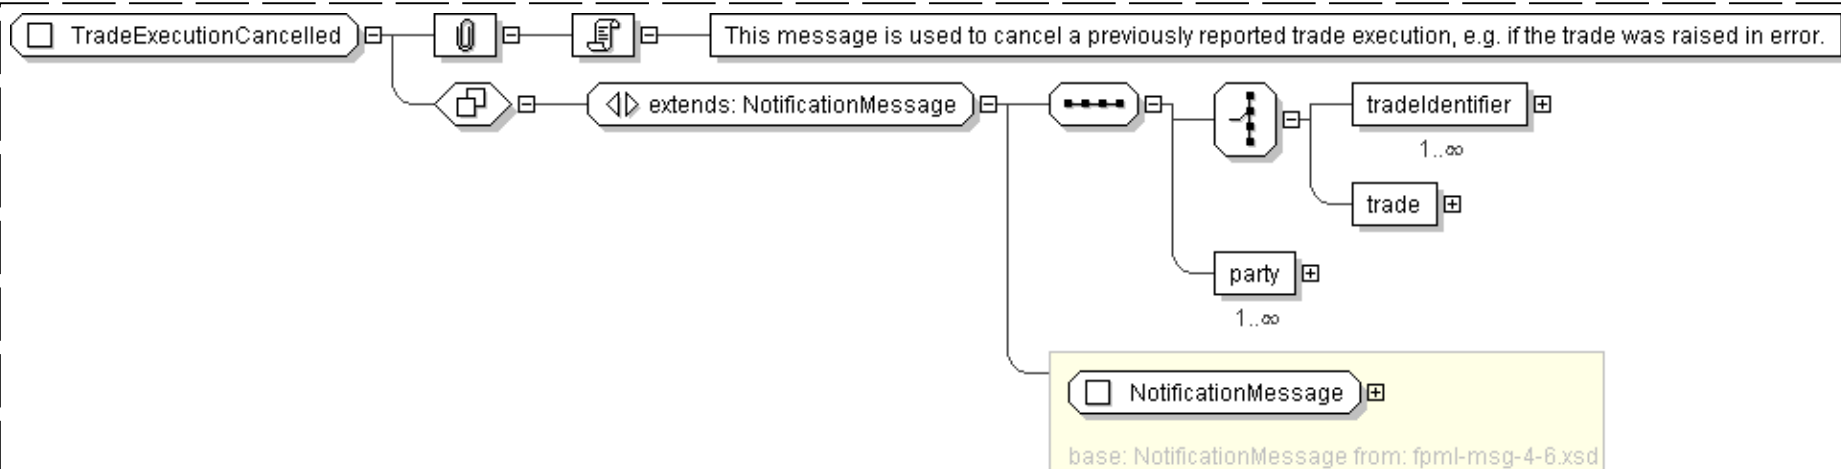 TradeExecutionCancelled
This message is used to cancel a previously reported trade execution, e.g. if the trade was raised in error.
extends: NotificationMessage
tradeIdentifier
1..∞
trade
party
1..∞
NotificationMessage
base: NotificationMessage from: fpml-msg-4-6.xsd